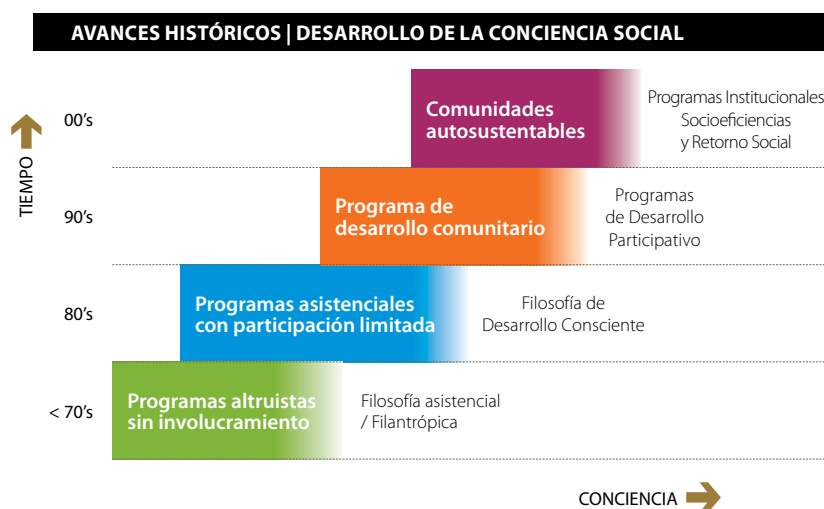 AVANCES HISTÓRICOS | DESARROLLO DE LA CONCIENCIA SOCIAL
TIEMPO
00's
Comunidades
autosustentables
Programas Institucionales
Socioeficiencias
y Retorno Social
90's
Programa de
desarrollo comunitario
Programas
de Desarrollo
Participativo
80's
Programas asistenciales
con participación limitada
Filosofía de
Desarrollo Consciente
< 70's
Programas altruistas
sin involucramiento
Filosofía asistencial
/ Filantrópica
CONCIENCIA